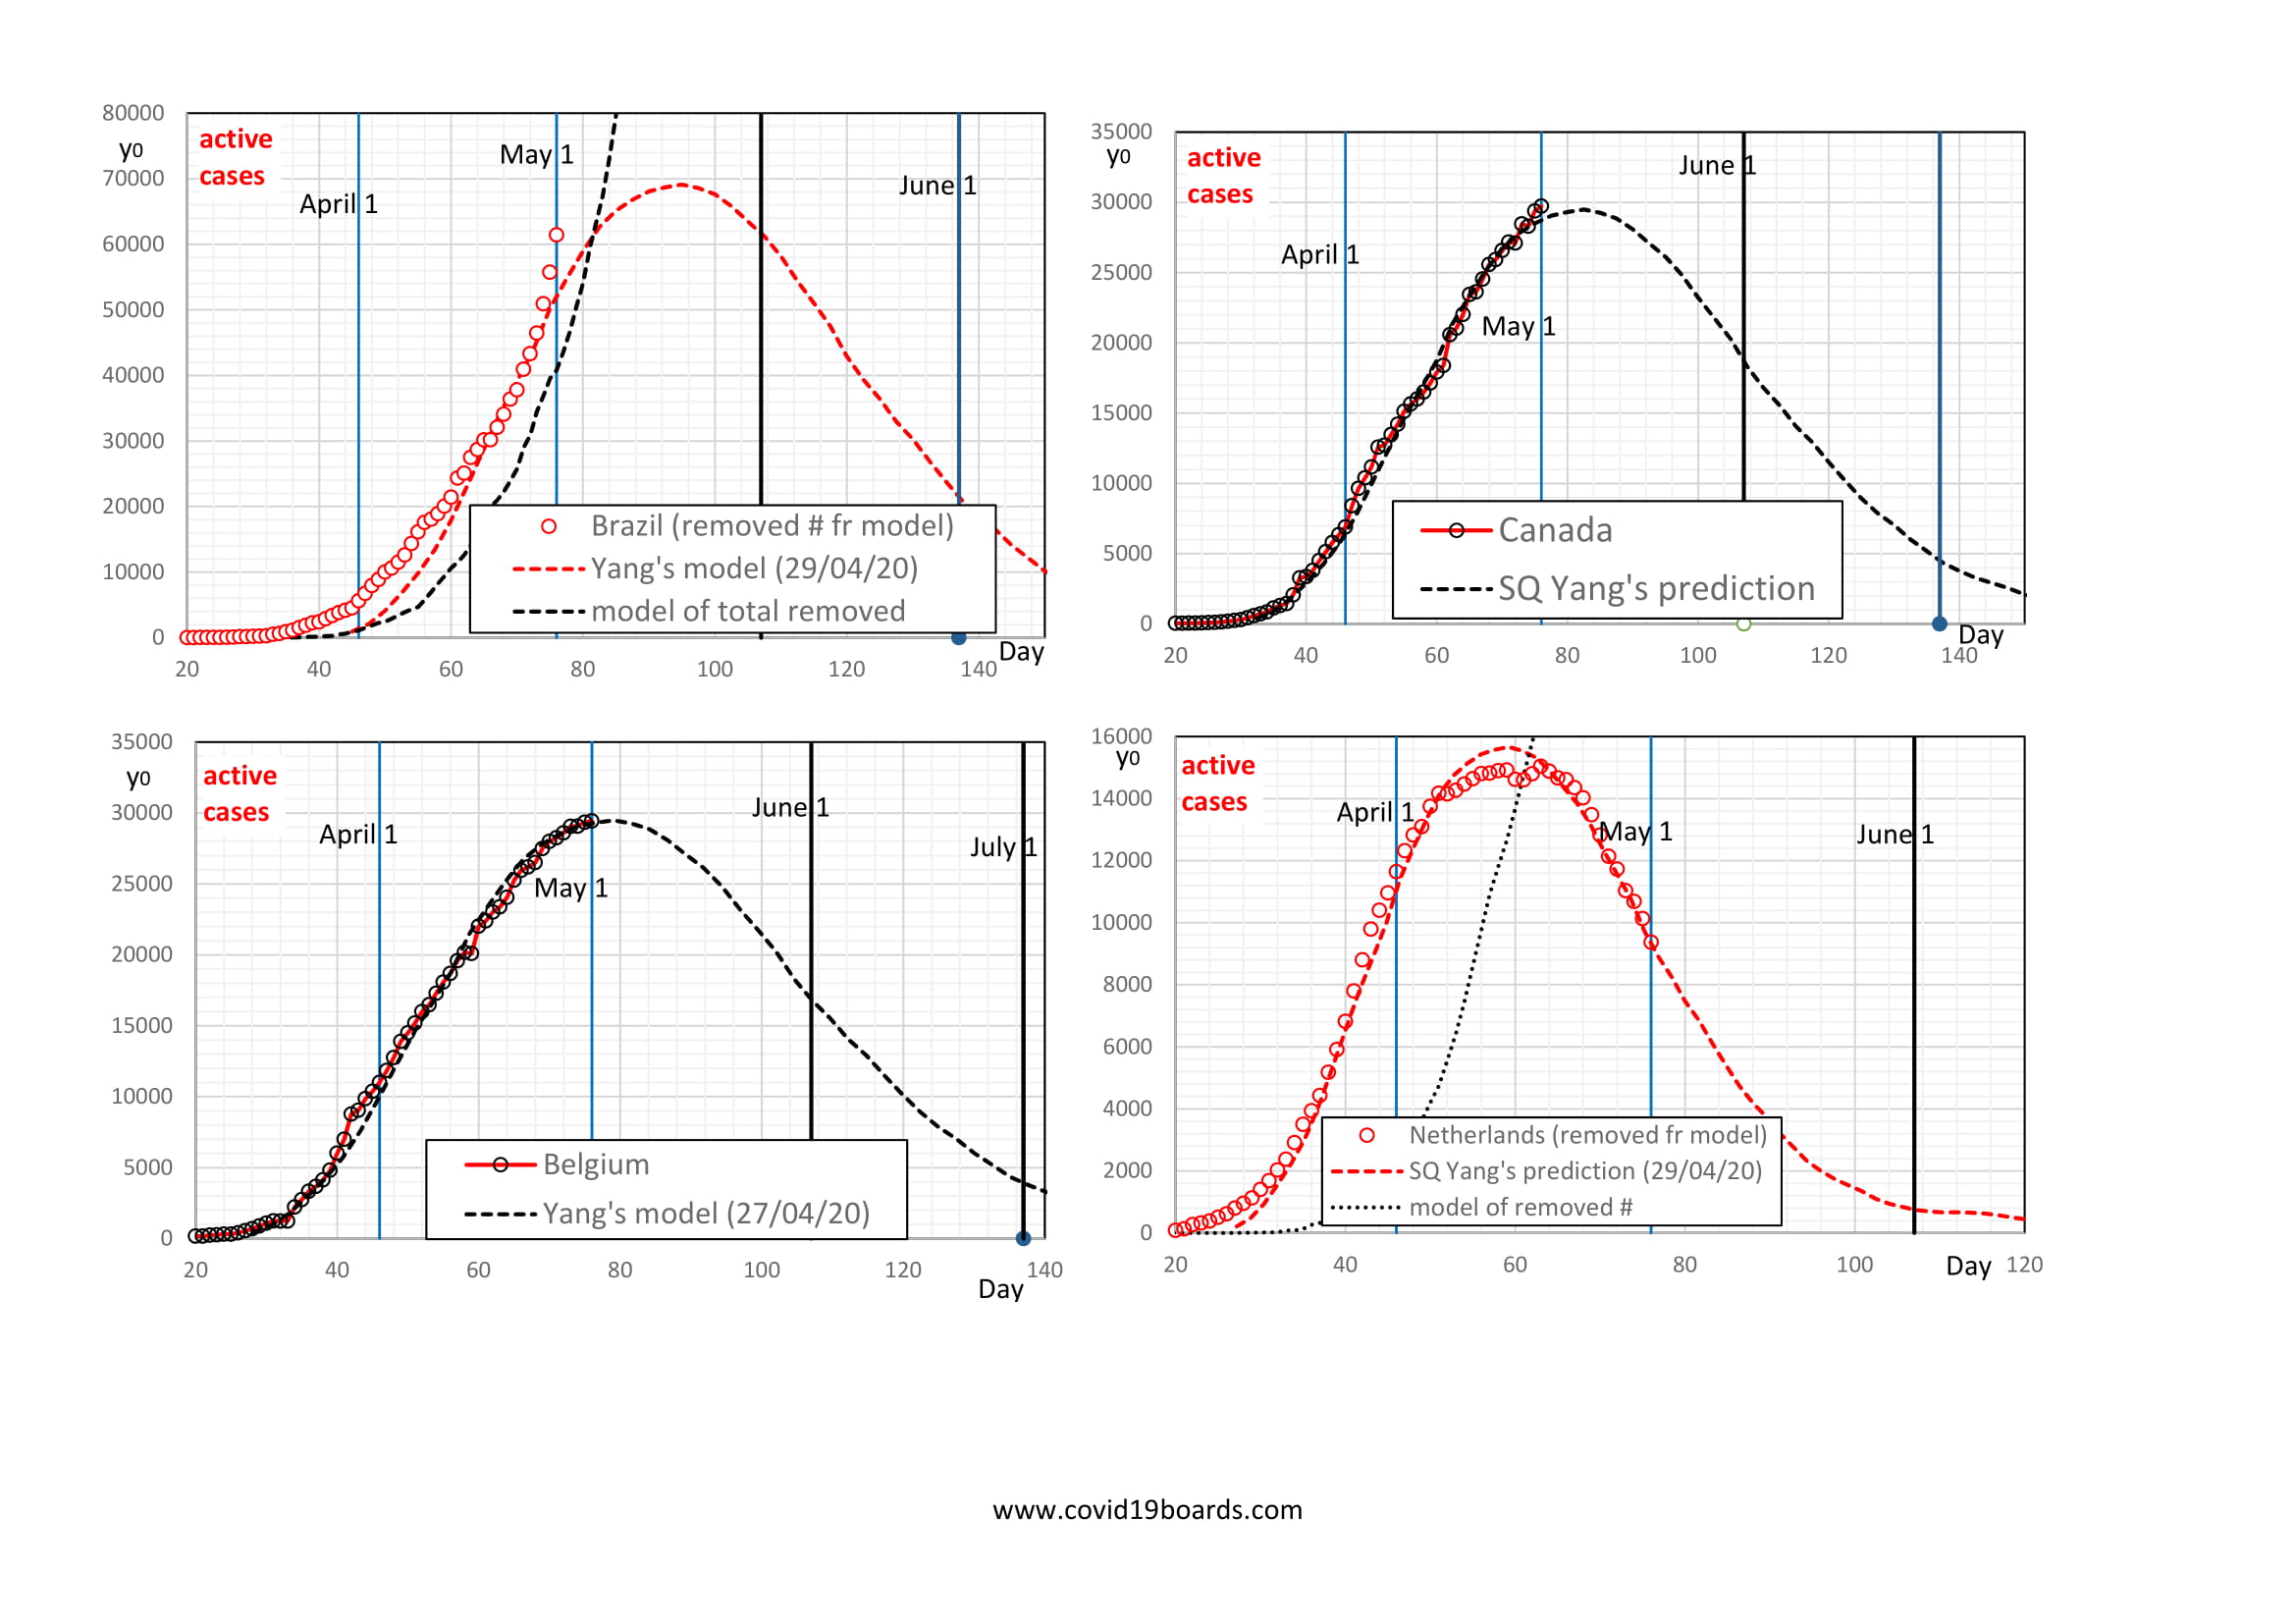 80000
70000
60000
50000
40000
30000
20000
10000
0
y0
active
cases
April 1
May 1
June 1
Brazil (removed # fr model)
Yang's model (29/04/20)
model of total removed
20 40 60 80 100 120 140
Day
35000
30000
25000
20000
15000
10000
5000
0
y0
active
cases
April 1
May 1
June 1
Canada
SQ Yang's prediction
20 40 60 80 100 120 140
Day
35000
30000
25000
20000
15000
10000
5000
0
y0
active
cases
April 1
May 1
June 1
July 1
Belgium
Yang's model (27/04/20)
20 40 60 80 100 120 140
Day
16000
14000
12000
10000
8000
6000
4000
2000
0
y0
active
cases
April 1
May 1
June 1
Netherlands (removed fr model)
SQ Yang's prediction (29/04/20)
model of removed #
20 40 60 80 100 Day 120
www.covid19boards.com